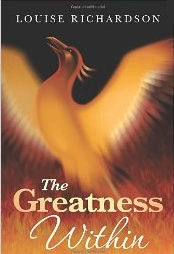 LOUISE RICHARDSON
The
Greatness
Within